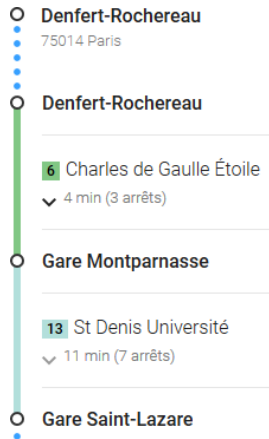 Denfert-Rochereau
75014 Paris
Denfert-Rochereau
6 Charles de Gaulle Étoile
4 min (3 arrêts)
Gare Montparnasse
13 St Denis Université
11 min (7 arrêts)
Gare Saint-Lazare